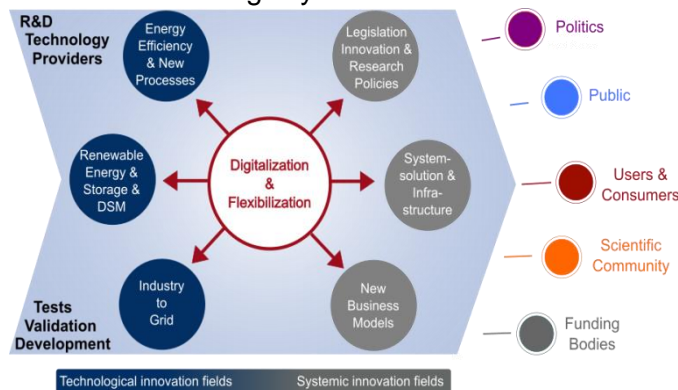 R&D
Technology
Providers
Energy
Efficiency
& New
Processes
Legislation
Innovation &
Research
Policies
Renewable
Energy &
Storage &
DSM
Digitalization
&
Flexibilization
System-
solution &
Infra-
structure
Industry
to
Grid
New
Business
Models
Tests
Validation
Development
Politics
Public
Users &
Consumers
Scientific
Community
Funding
Bodies
Technological innovation fields
Systemic innovation fields